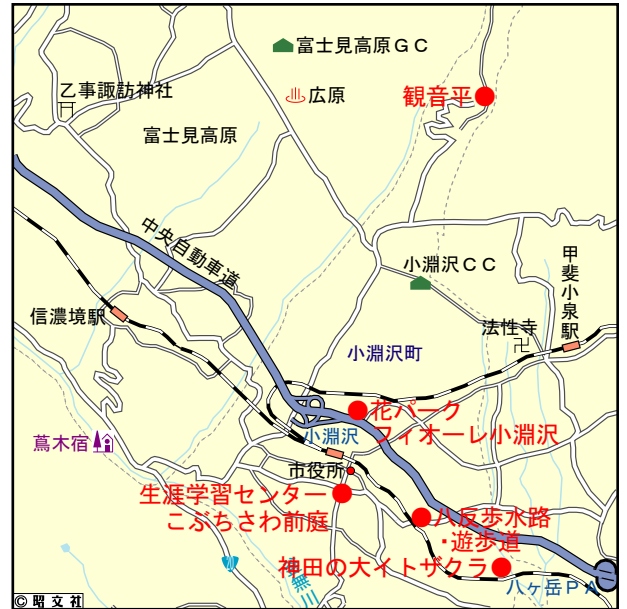 富士見高原ＧＣ
乙事諏訪神社
広原
観音平
富士見高原
中央自動車道
小淵沢ＣＣ
甲斐小泉駅
信濃境駅
法性寺
小淵沢町
花パーク
フィオーレ小淵沢
小淵沢
蔦木宿
市役所
生涯学習センター
こぶちさわ前庭
八反歩水路
・遊歩道
神田の大イトザクラ
八ヶ岳ＰＡ
無川
©昭文社